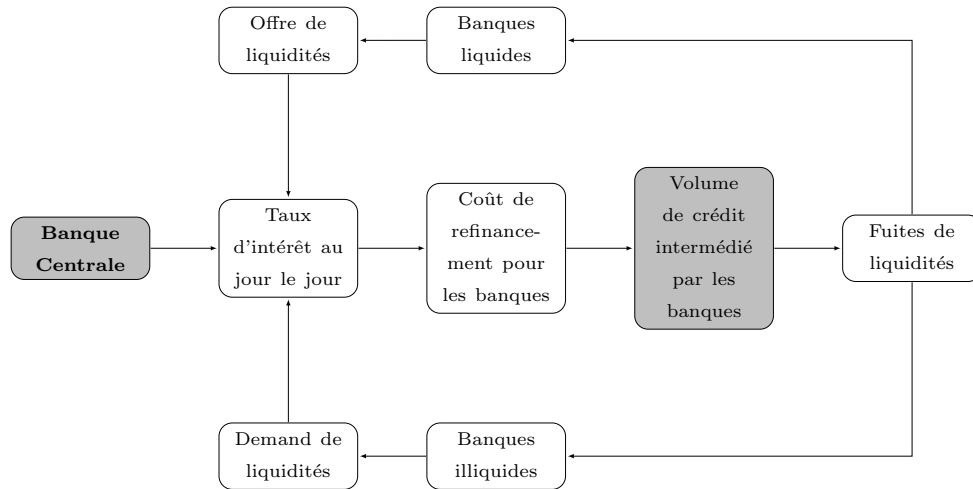 Offre de
liquidités
Banques
liquides
Banque
Centrale
Taux
d'intérêt au
jour le jour
Coût de
refinance-
ment pour
les banques
Volume
de crédit
intermédié
par les
banques
Fuites de
liquidités
Demand de
liquidités
Banques
illiquides